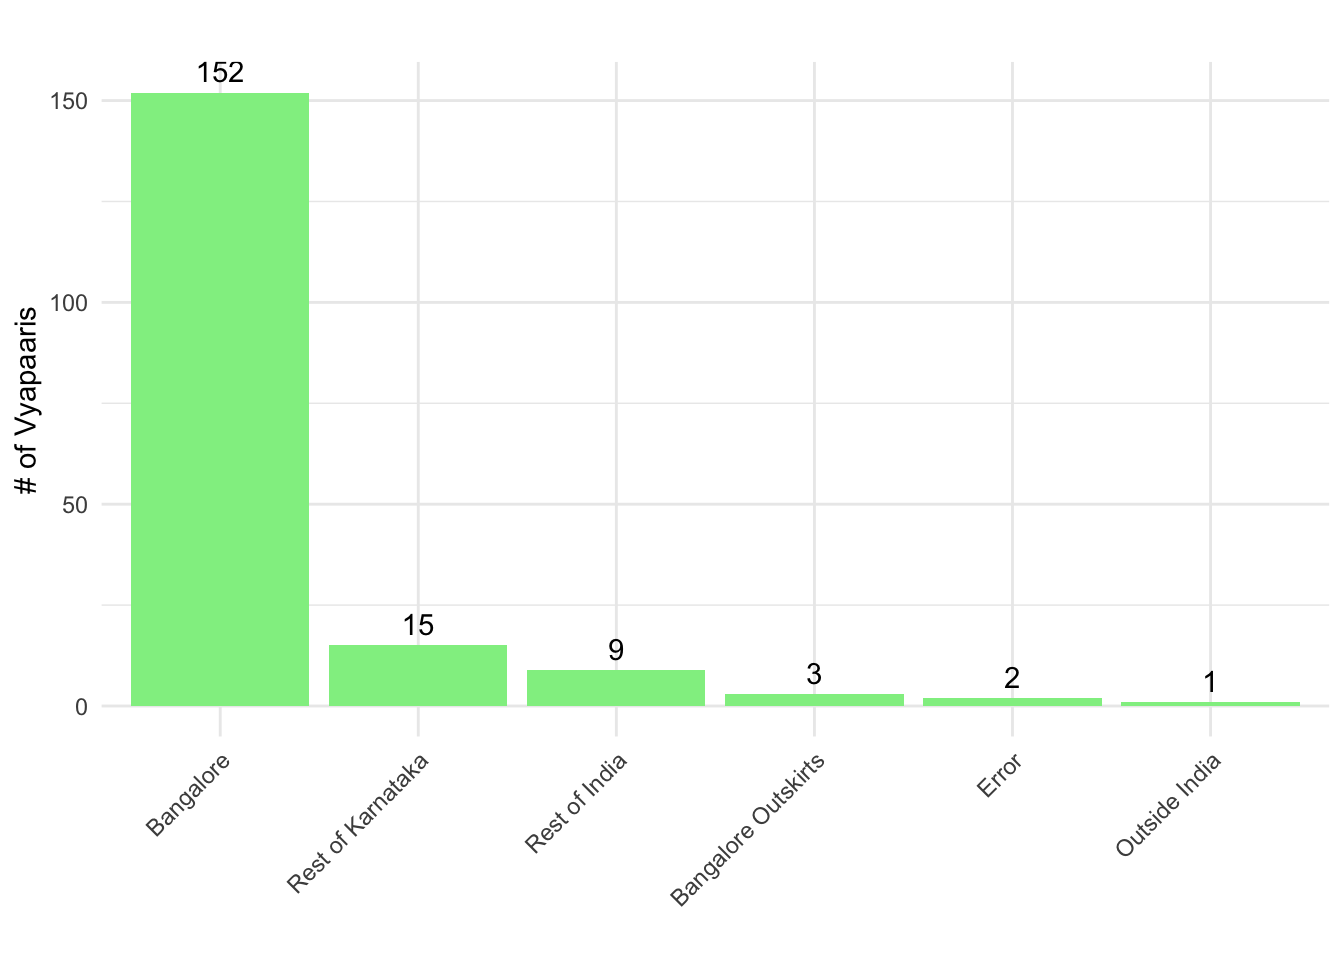 # of Vyapaaris
150
100
50
0
152
15
9
3
2
1
Bangalore
Rest of Karnataka
Rest of India
Bangalore Outskirts
Error
Outside India